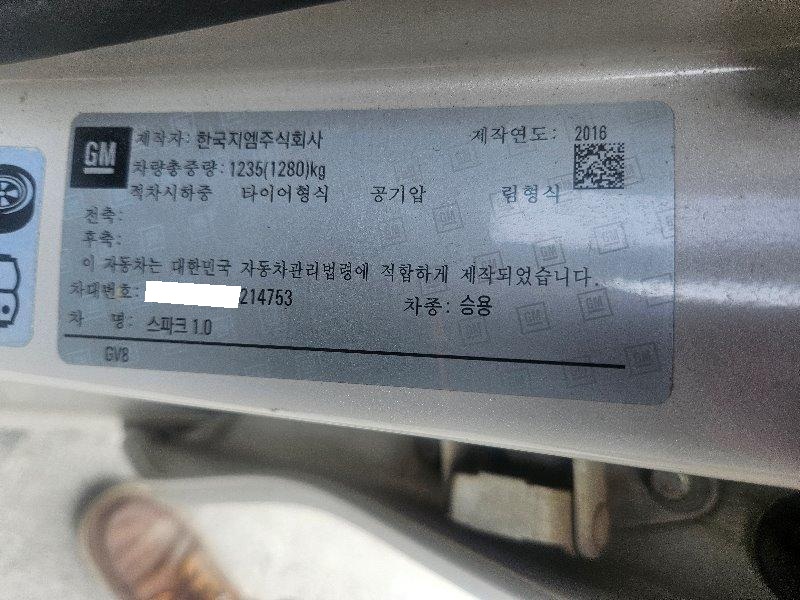 GM 제작자: 한국지엠주식회사 제작연도: 2016
차량총중량: 1235(1280)kg
적차시하중 타이어형식 공기압 림형식
전축:
후축:
이 자동차는 대한민국 자동차관리법령에 적합하게 제작되었습니다.
차대번호: 214753 차종: 승용
차 명: 스파크 1.0
GV8